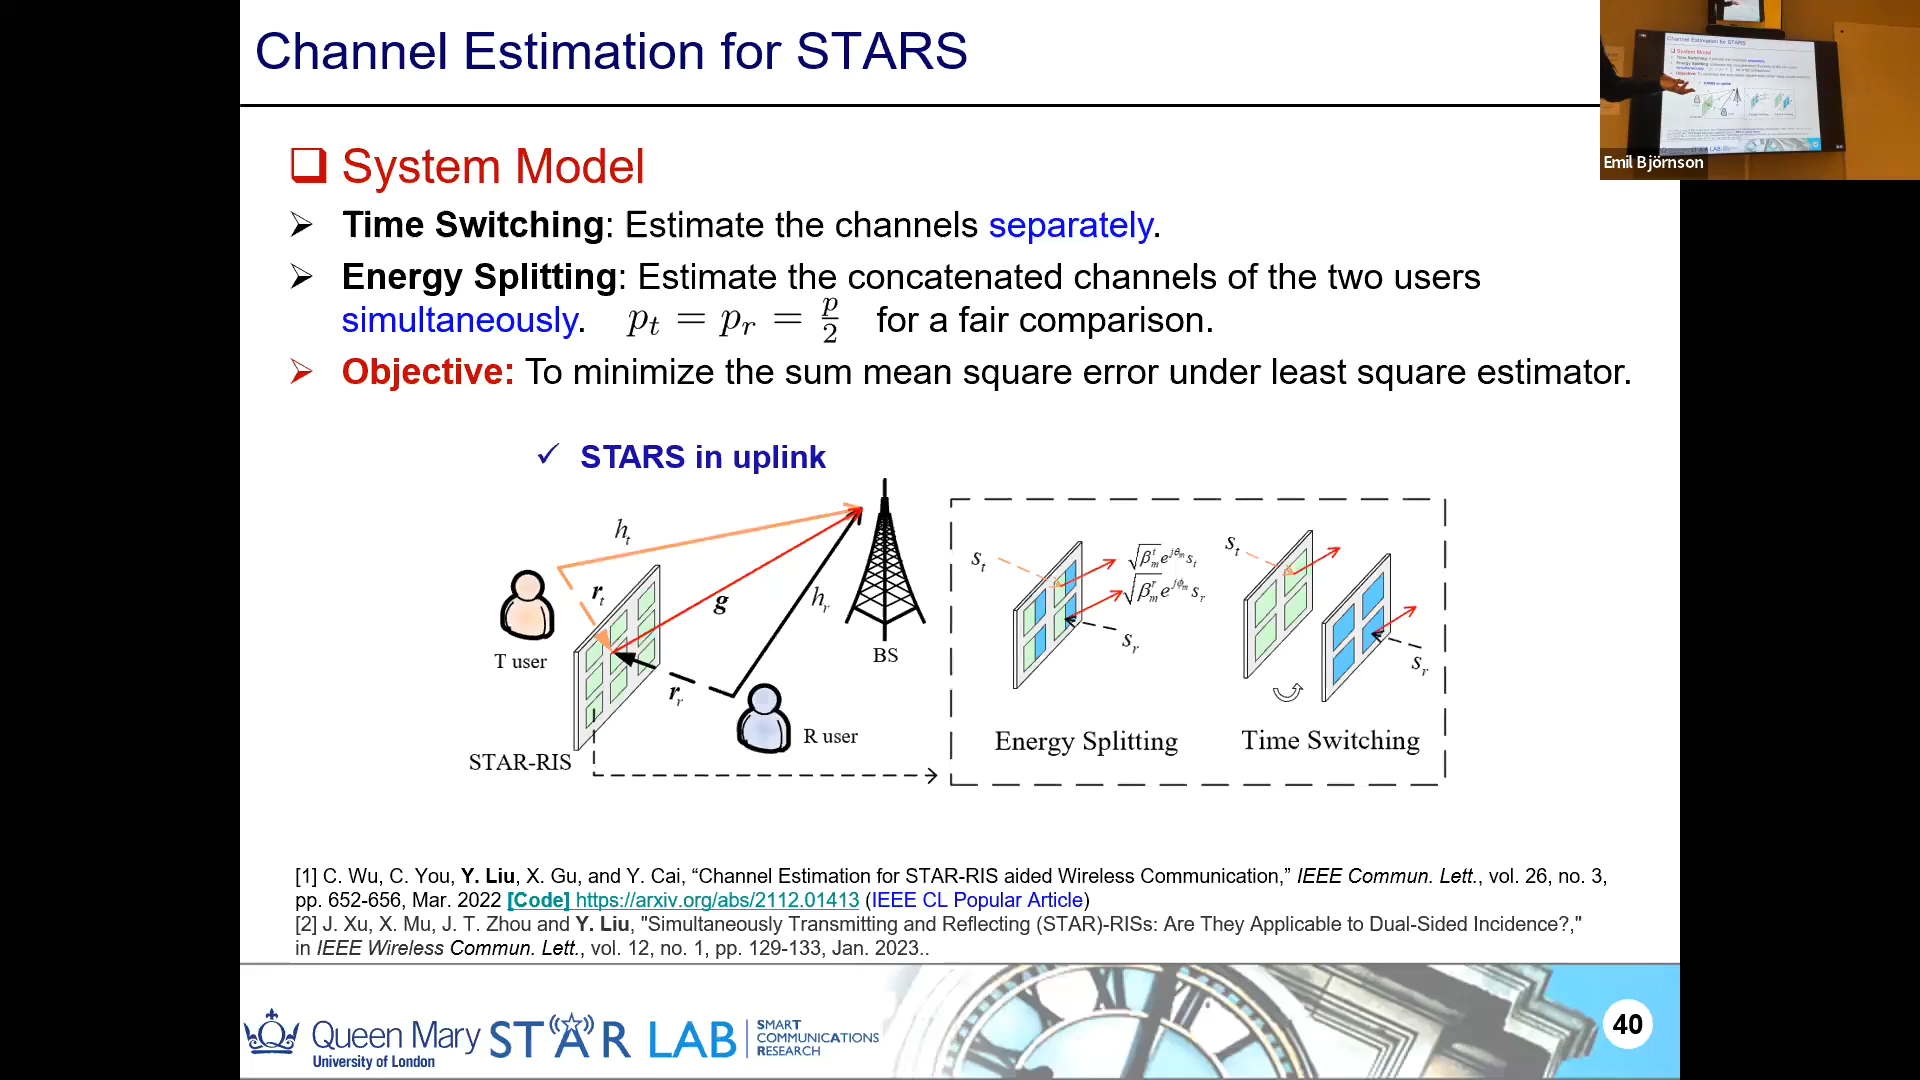 Channel Estimation for STARS
System Model
Time Switching: Estimate the channels separately.
Energy Splitting: Estimate the concatenated channels of the two users
simultaneously. p_t = p_r = p/2 for a fair comparison.
Objective: To minimize the sum mean square error under least square estimator.
STARS in uplink
h_t
r_t
g
h_r
r_r
T user
R user
BS
STAR-RIS
s_t
√β_m^t e^{jθ_m} s_t
√β_m^r e^{jϕ_m} s_r
s_r
Energy Splitting
s_t
s_r
Time Switching
[1] C. Wu, C. You, Y. Liu, X. Gu, and Y. Cai, “Channel Estimation for STAR-RIS aided Wireless Communication,” IEEE Commun. Lett., vol. 26, no. 3,
pp. 652-656, Mar. 2022 [Code] https://arxiv.org/abs/2112.01413 (IEEE CL Popular Article)
[2] J. Xu, X. Mu, J. T. Zhou and Y. Liu, "Simultaneously Transmitting and Reflecting (STAR)-RISs: Are They Applicable to Dual-Sided Incidence?,"
in IEEE Wireless Commun. Lett., vol. 12, no. 1, pp. 129-133, Jan. 2023..
Queen Mary
University of London
STAR LAB
SMART
COMMUNICATIONS
RESEARCH
40
Emil Björnson
Channel Estimation for STARS
System Model